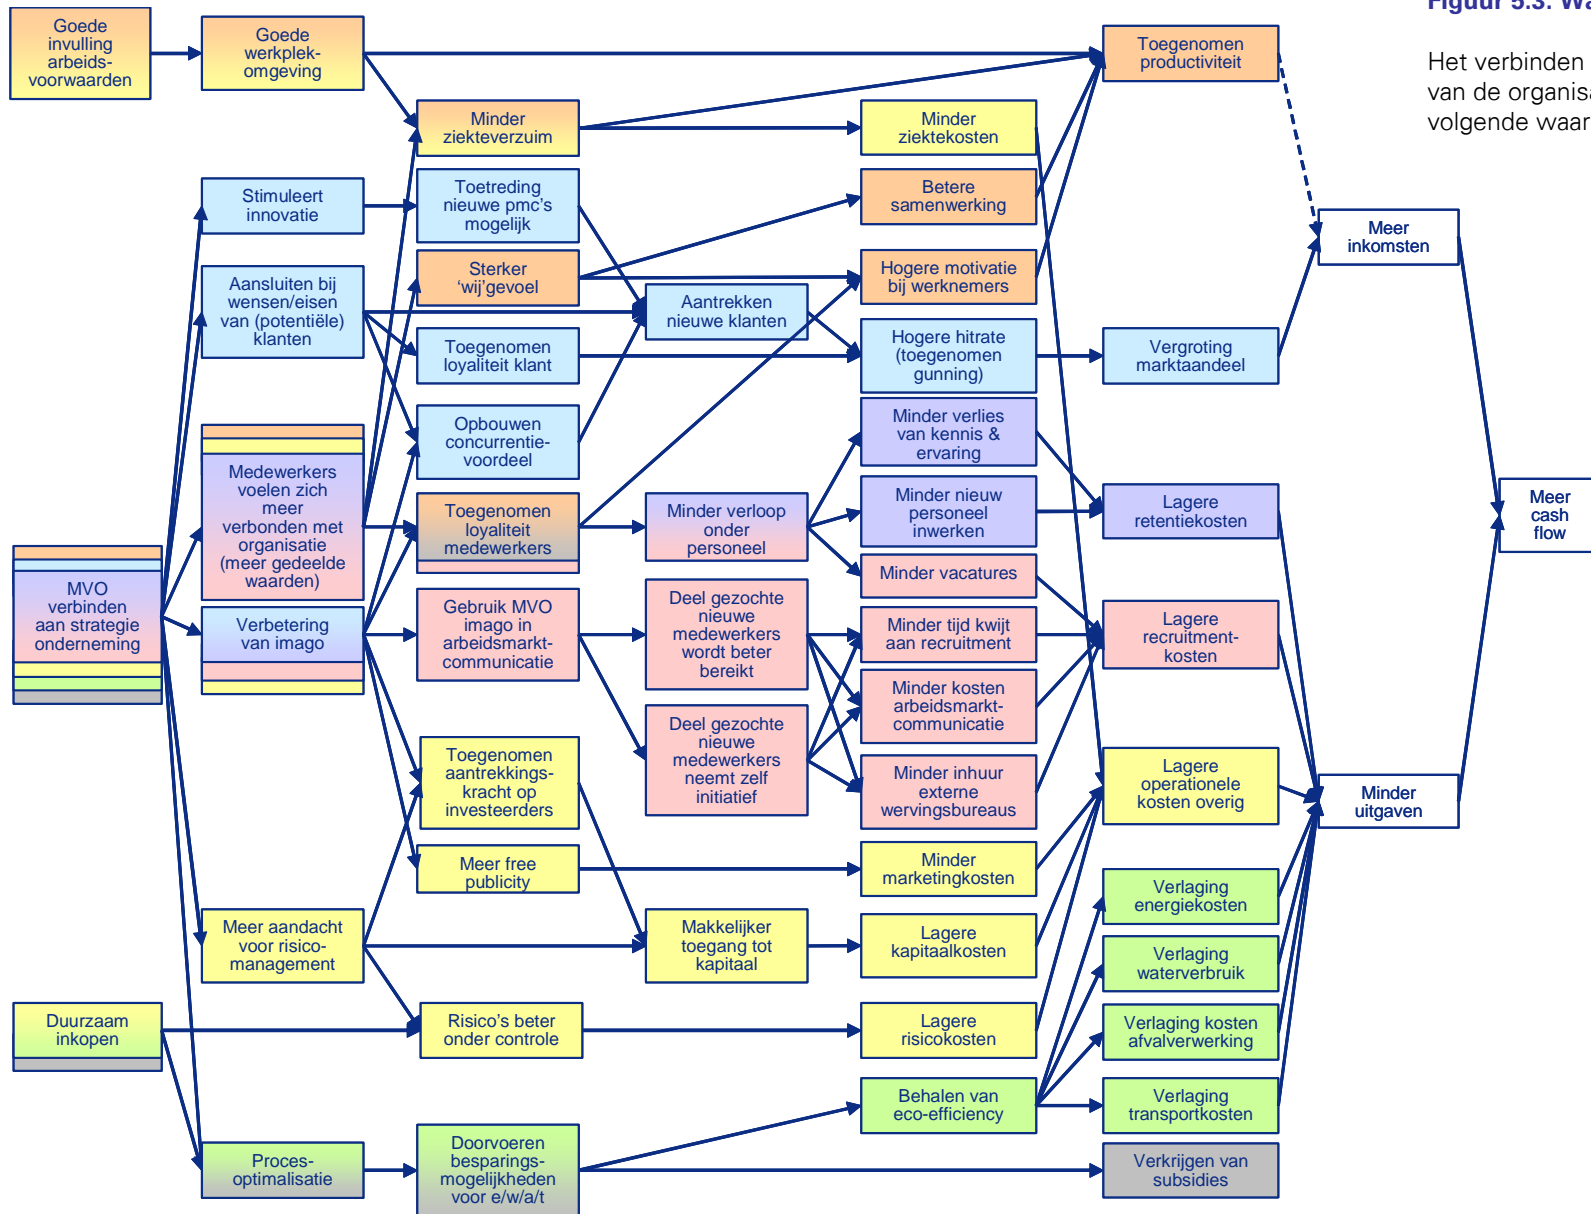 Figuur 5.3. Wa
Het verbinden
van de organisa
volgende waar
Goede
invulling
arbeids-
voorwaarden
Goede
werkplek-
omgeving
Toegenomen
productiviteit
Minder
ziekteverzuim
Minder
ziektekosten
Stimuleert
innovatie
Toetreding
nieuwe pmc's
mogelijk
Betere
samenwerking
Meer
inkomsten
Aansluiten bij
wensen/eisen
van (potentiële)
klanten
Sterker
‘wij’gevoel
Aantrekken
nieuwe klanten
Hogere motivatie
bij werknemers
Toegenomen
loyaliteit klant
Hogere hitrate
(toegenomen
gunning)
Vergroting
marktaandeel
Opbouwen
concurrentie-
voordeel
Minder verlies
van kennis &
ervaring
Medewerkers
voelen zich
meer
verbonden met
organisatie
(meer gedeelde
waarden)
Toegenomen
loyaliteit
medewerkers
Minder verloop
onder
personeel
Minder nieuw
personeel
inwerken
Lagere
retentiekosten
Meer
cash
flow
Minder vacatures
MVO
verbinden
aan strategie
onderneming
Verbetering
van imago
Gebruik MVO
imago in
arbeidsmarkt-
communicatie
Deel gezochte
nieuwe
medewerkers
wordt beter
bereikt
Minder tijd kwijt
aan recruitment
Lagere
recruitment-
kosten
Minder kosten
arbeidsmarkt-
communicatie
Deel gezochte
nieuwe
medewerkers
neemt zelf
initiatief
Toegenomen
aantrekkings-
kracht op
investeerders
Minder inhuur
externe
wervingsbureaus
Lagere
operationele
kosten overig
Minder
uitgaven
Meer free
publicity
Minder
marketingkosten
Verlaging
energiekosten
Meer aandacht
voor risico-
management
Makkelijker
toegang tot
kapitaal
Lagere
kapitaalkosten
Verlaging
waterverbruik
Duurzaam
inkopen
Risico’s beter
onder controle
Lagere
risicokosten
Verlaging kosten
afvalverwerking
Behalen van
eco-efficiency
Verlaging
transportkosten
Proces-
optimalisatie
Doorvoeren
besparings-
mogelijkheden
voor e/w/a/t
Verkrijgen van
subsidies